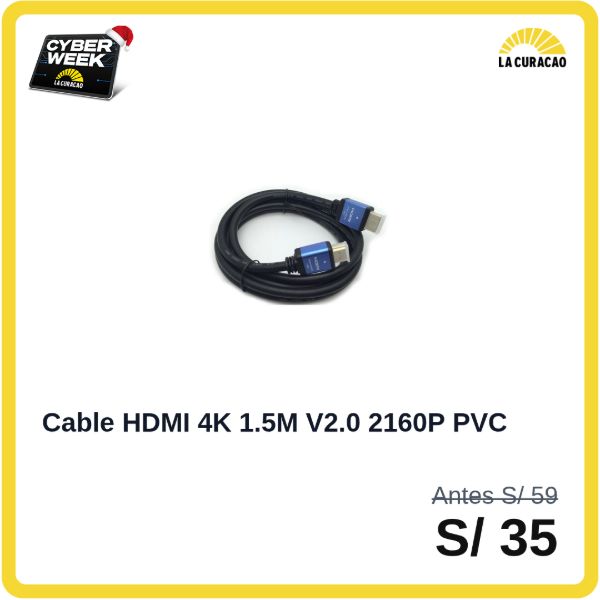 CYBER
WEEK
LA CURACAO
LA CURACAO
Cable HDMI 4K 1.5M V2.0 2160P PVC
Antes S/ 59
S/ 35